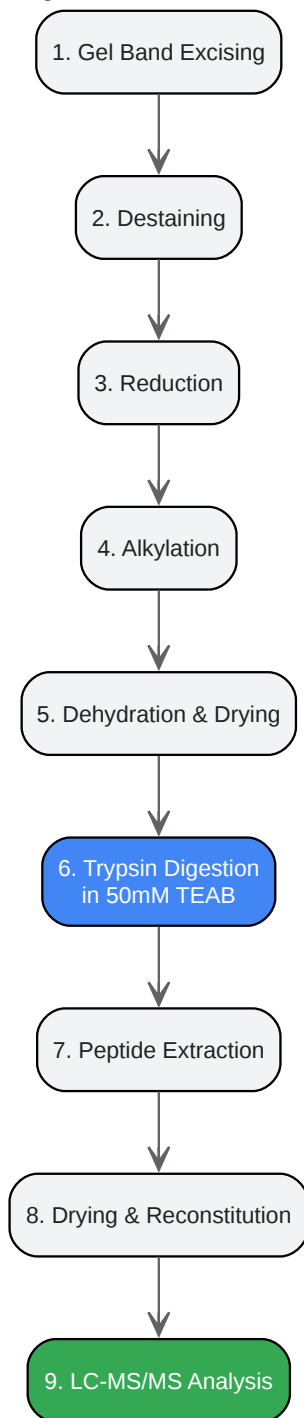 1. Gel Band Excising
2. Destaining
3. Reduction
4. Alkylation
5. Dehydration & Drying
6. Trypsin Digestion
in 50mM TEAB
7. Peptide Extraction
8. Drying & Reconstitution
9. LC-MS/MS Analysis